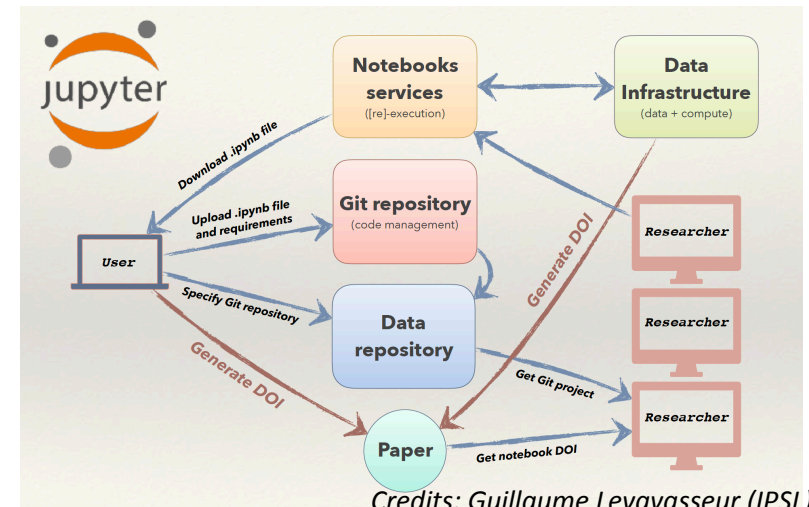 jupyter
Notebooks
services
([re]-execution)
Data
Infrastructure
(data + compute)
Download .ipynb file
Upload .ipynb file
and requirements
Git repository
(code management)
Generate DOI
Researcher
User
Specify Git repository
Data
repository
Researcher
Generate DOI
Get Git project
Researcher
Paper
Get notebook DOI
Credits: Guillaume Levavasseur (IPSL)